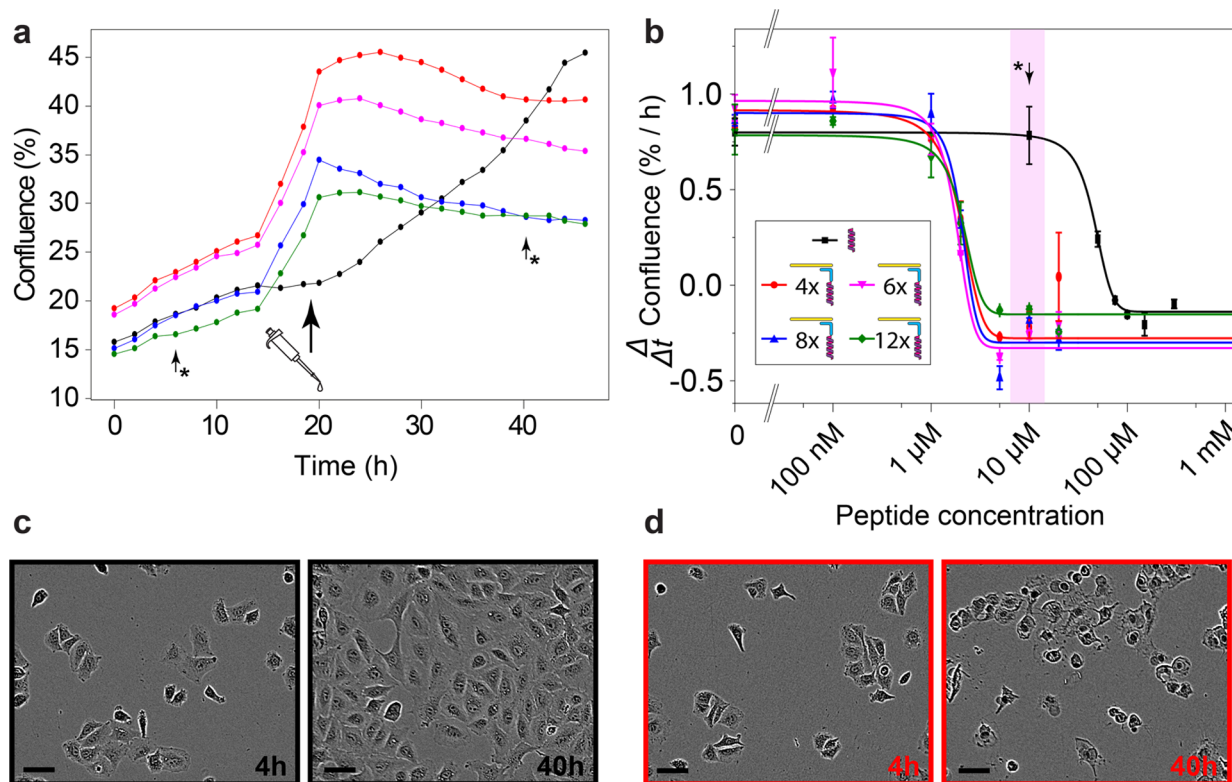 a
Confluence (%)
45
40
35
30
25
20
15
10
*
*
0
10
20
30
40
Time (h)
b
Δ/Δt Confluence (% / h)
1.0
0.5
0.0
-0.5
*
4x
6x
8x
12x
0
100 nM
1 µM
10 µM
100 µM
1 mM
Peptide concentration
c
4h
40h
d
4h
40h